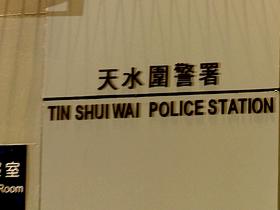 天水圍警署
TIN SHUI WAI POLICE STATION
室
Room